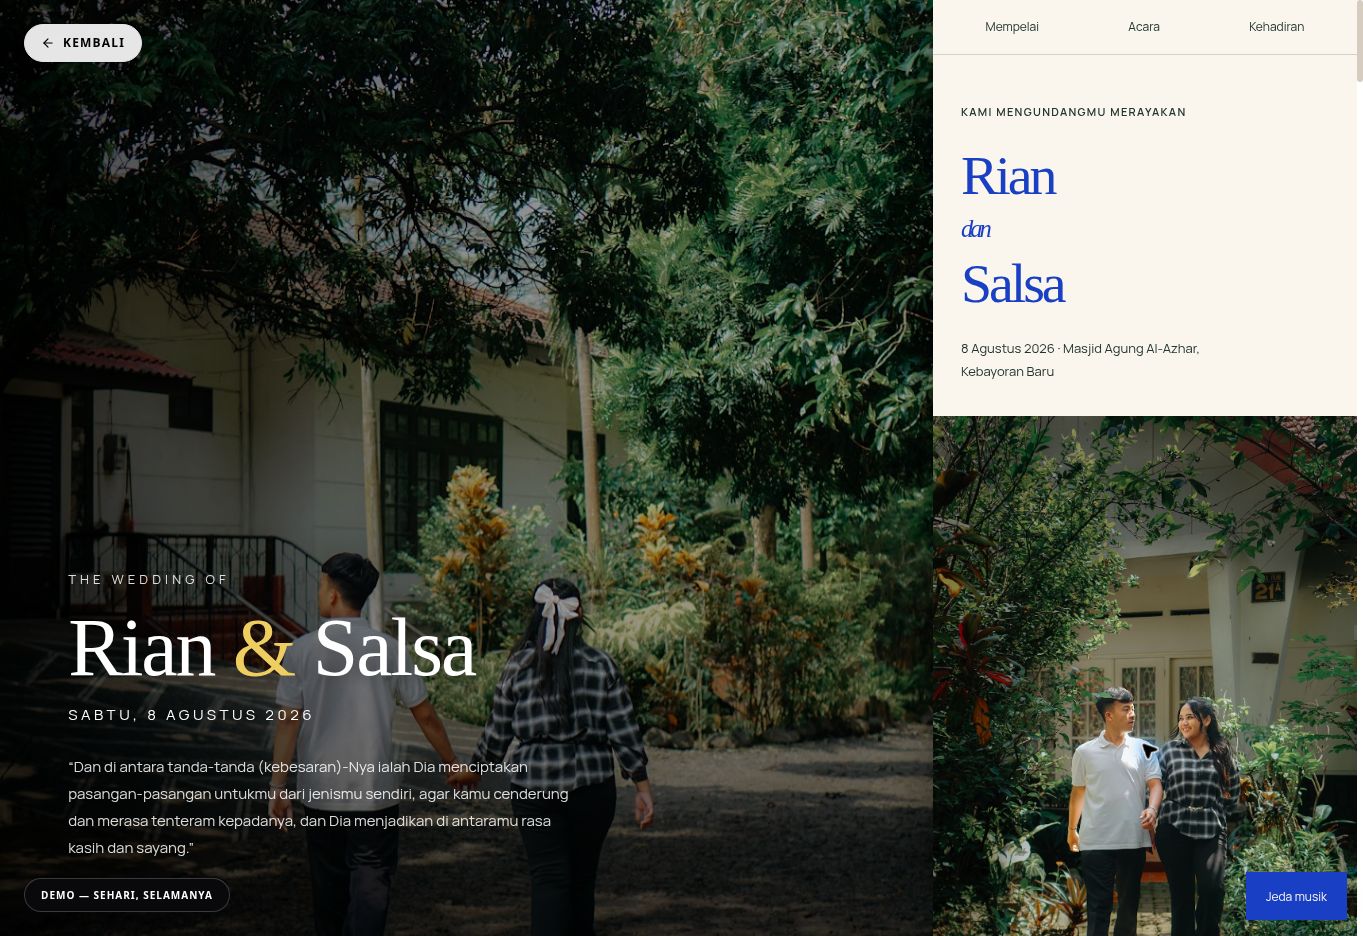 KEMBALI
THE WEDDING OF
Rian & Salsa
SABTU, 8 AGUSTUS 2026
“Dan di antara tanda-tanda (kebesaran)-Nya ialah Dia menciptakan
pasangan-pasangan untukmu dari jenismu sendiri, agar kamu cenderung
dan merasa tenteram kepadanya, dan Dia menjadikan di antaramu rasa
kasih dan sayang.”
DEMO — SEHARI, SELAMANYA
Mempelai Acara Kehadiran
KAMI MENGUNDANGMU MERAYAKAN
Rian
dan
Salsa
8 Agustus 2026 · Masjid Agung Al-Azhar,
Kebayoran Baru
21A
Jeda musik